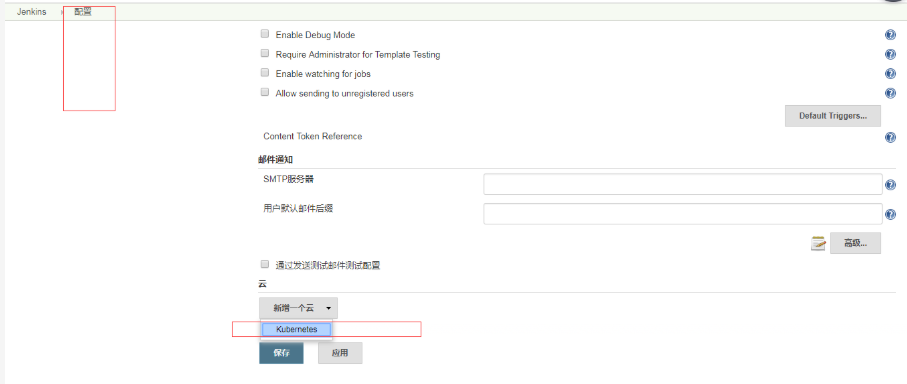 Jenkins 配置
Enable Debug Mode
Require Administrator for Template Testing
Enable watching for jobs
Allow sending to unregistered users
Default Triggers...
Content Token Reference
邮件通知
SMTP服务器
用户默认邮件后缀
高级...
通过发送测试邮件测试配置
云
新增一个云
Kubernetes
保存 应用